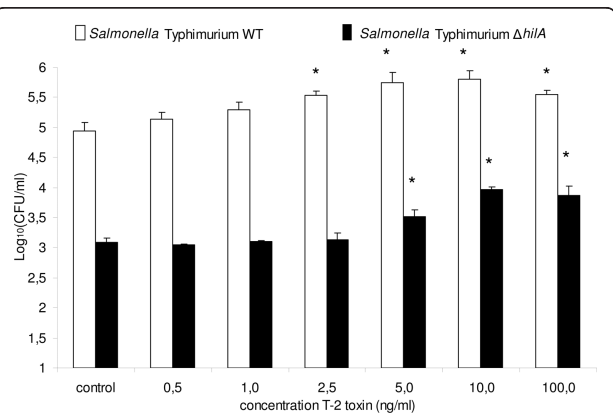 Salmonella Typhimurium WT
Salmonella Typhimurium ΔhilA
Log10(CFU/ml)
6
5,5
5
4,5
4
3,5
3
2,5
2
1,5
1
* * * *
* * *
control 0,5 1,0 2,5 5,0 10,0 100,0
concentration T-2 toxin (ng/ml)